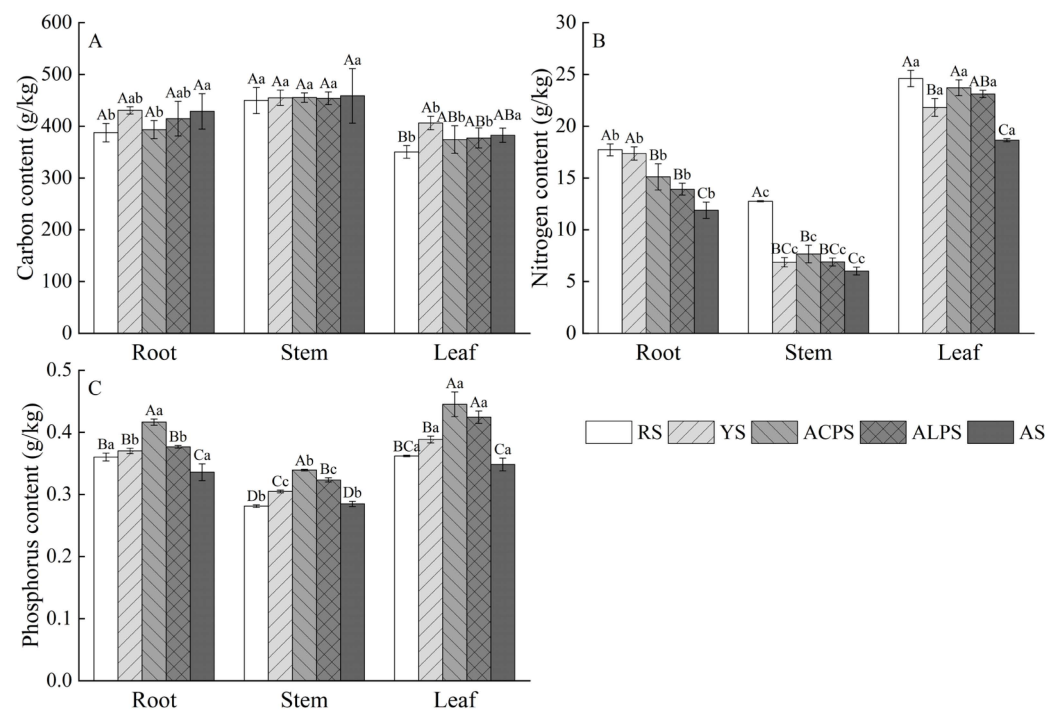 A
Carbon content (g/kg)
600
500
400
300
200
100
0
Ab Aab Ab Aab Aa
Aa Aa Aa Aa Aa
Bb Ab ABb ABb ABa
Root Stem Leaf
B
Nitrogen content (g/kg)
30
25
20
15
10
5
0
Ab Ab Bb Bb Cb
Ac BCc Bc BCc Cc
Aa Ba Aa ABa Ca
Root Stem Leaf
C
Phosphorus content (g/kg)
0.5
0.4
0.3
0.2
0.1
0.0
Ba Bb Aa Bb Ca
Db Cc Ab Bc Db
BCa Ba Aa Aa Ca
Root Stem Leaf
RS YS ACPS ALPS AS